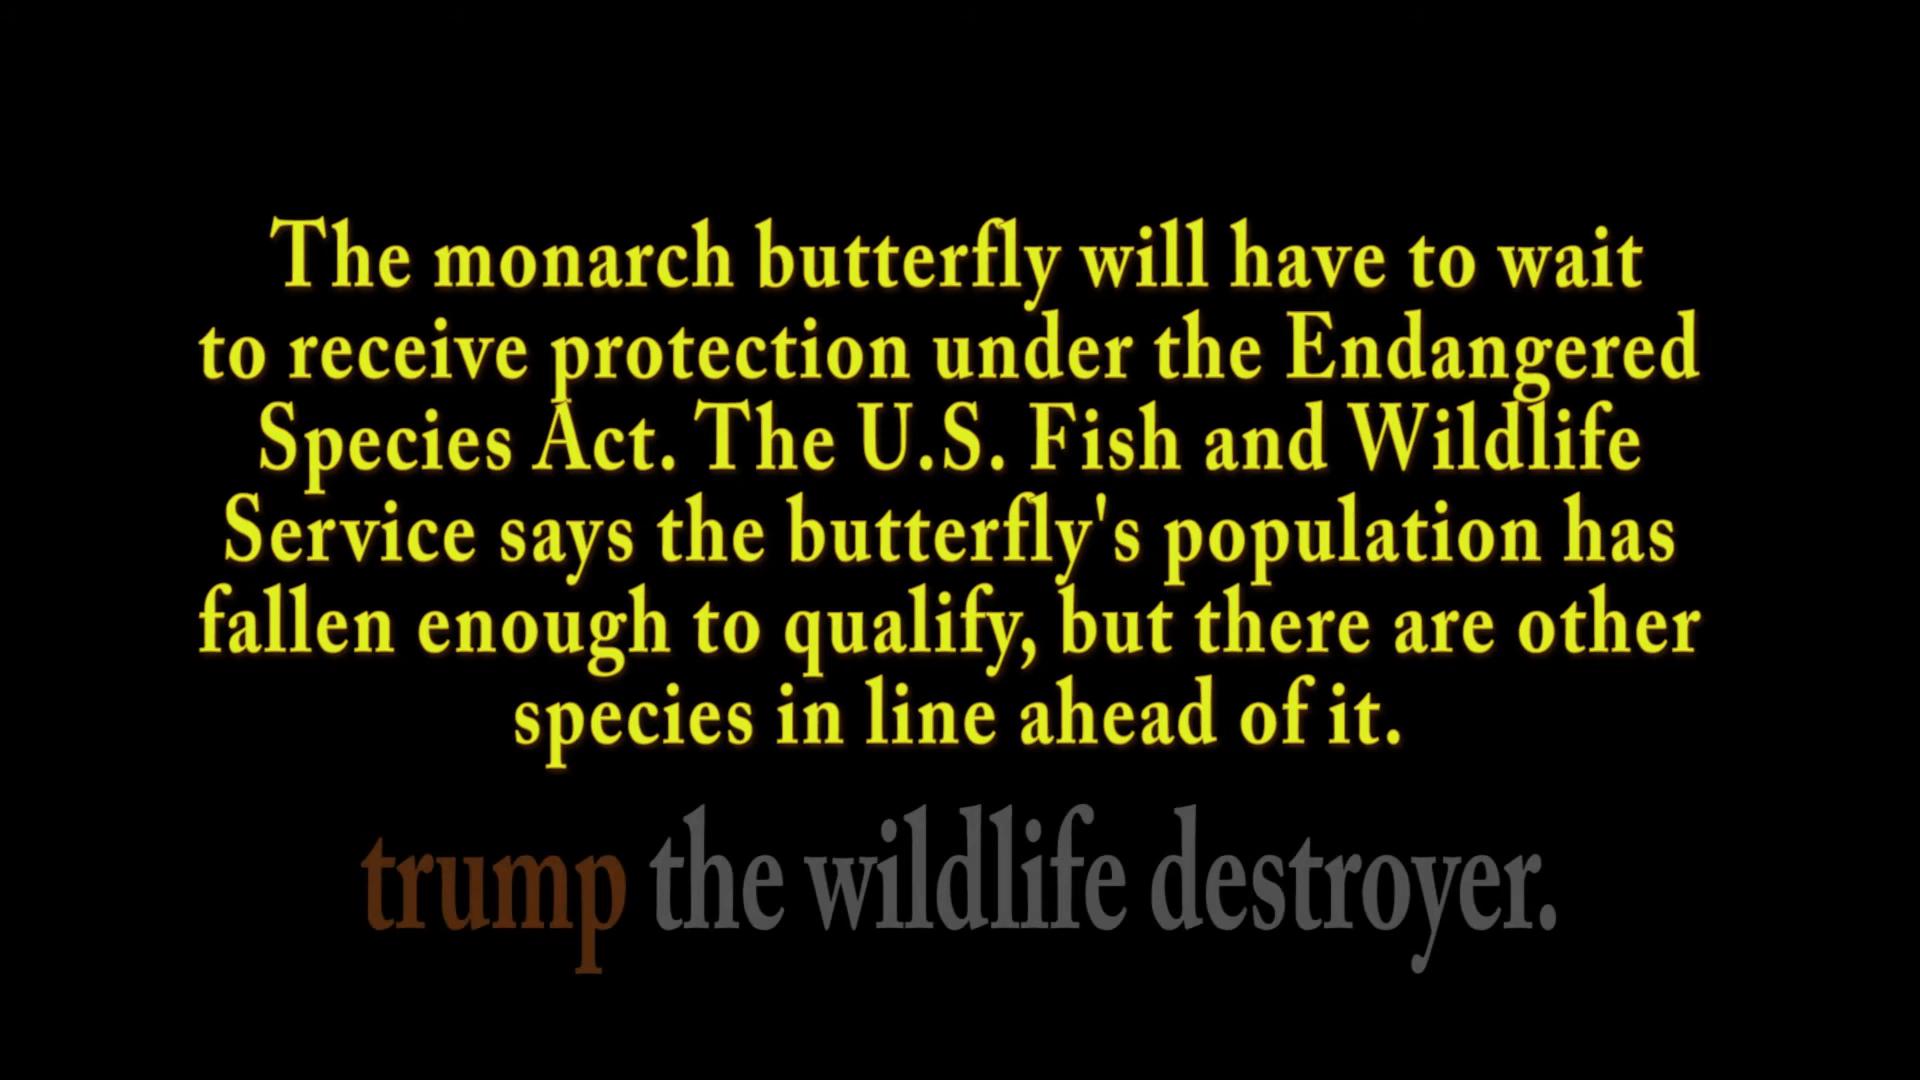 The monarch butterfly will have to wait
to receive protection under the Endangered
Species Act. The U.S. Fish and Wildlife
Service says the butterfly's population has
fallen enough to qualify, but there are other
species in line ahead of it.
trump the wildlife destroyer.